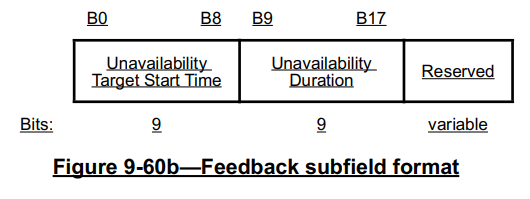 B0 B8 B9 B17
Unavailability
Target Start Time
Unavailability
Duration
Reserved
Bits: 9 9 variable
Figure 9-60b—Feedback subfield format